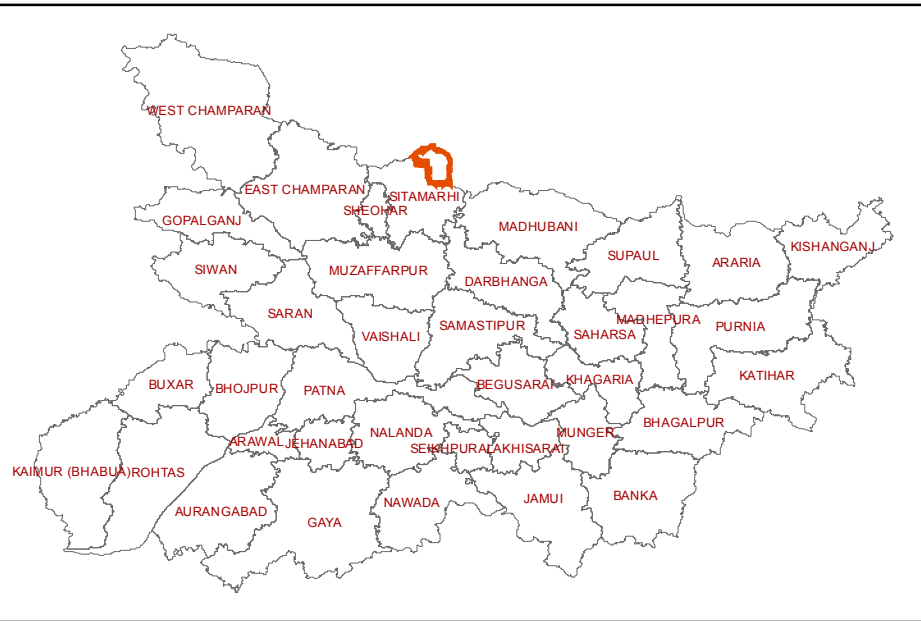 WEST CHAMPARAN
EAST CHAMPARAN
SITAMARHI
SHEOHAR
GOPALGANJ
MADHUBANI
KISHANGANJ
SUPAUL
ARARIA
SIWAN
MUZAFFARPUR
DARBHANGA
SARAN
VAISHALI
SAMASTIPUR
SAHARSA
MADHEPURA
PURNIA
BUXAR
BHOJPUR
PATNA
BEGUSARAI
KHAGARIA
KATIHAR
ARAWAL
JEHANABAD
NALANDA
SEIKHPURA
LAKHISARAT
MUNGER
BHAGALPUR
KAIMUR (BHABUA)
ROHTAS
AURANGABAD
GAYA
NAWADA
JAMUI
BANKA